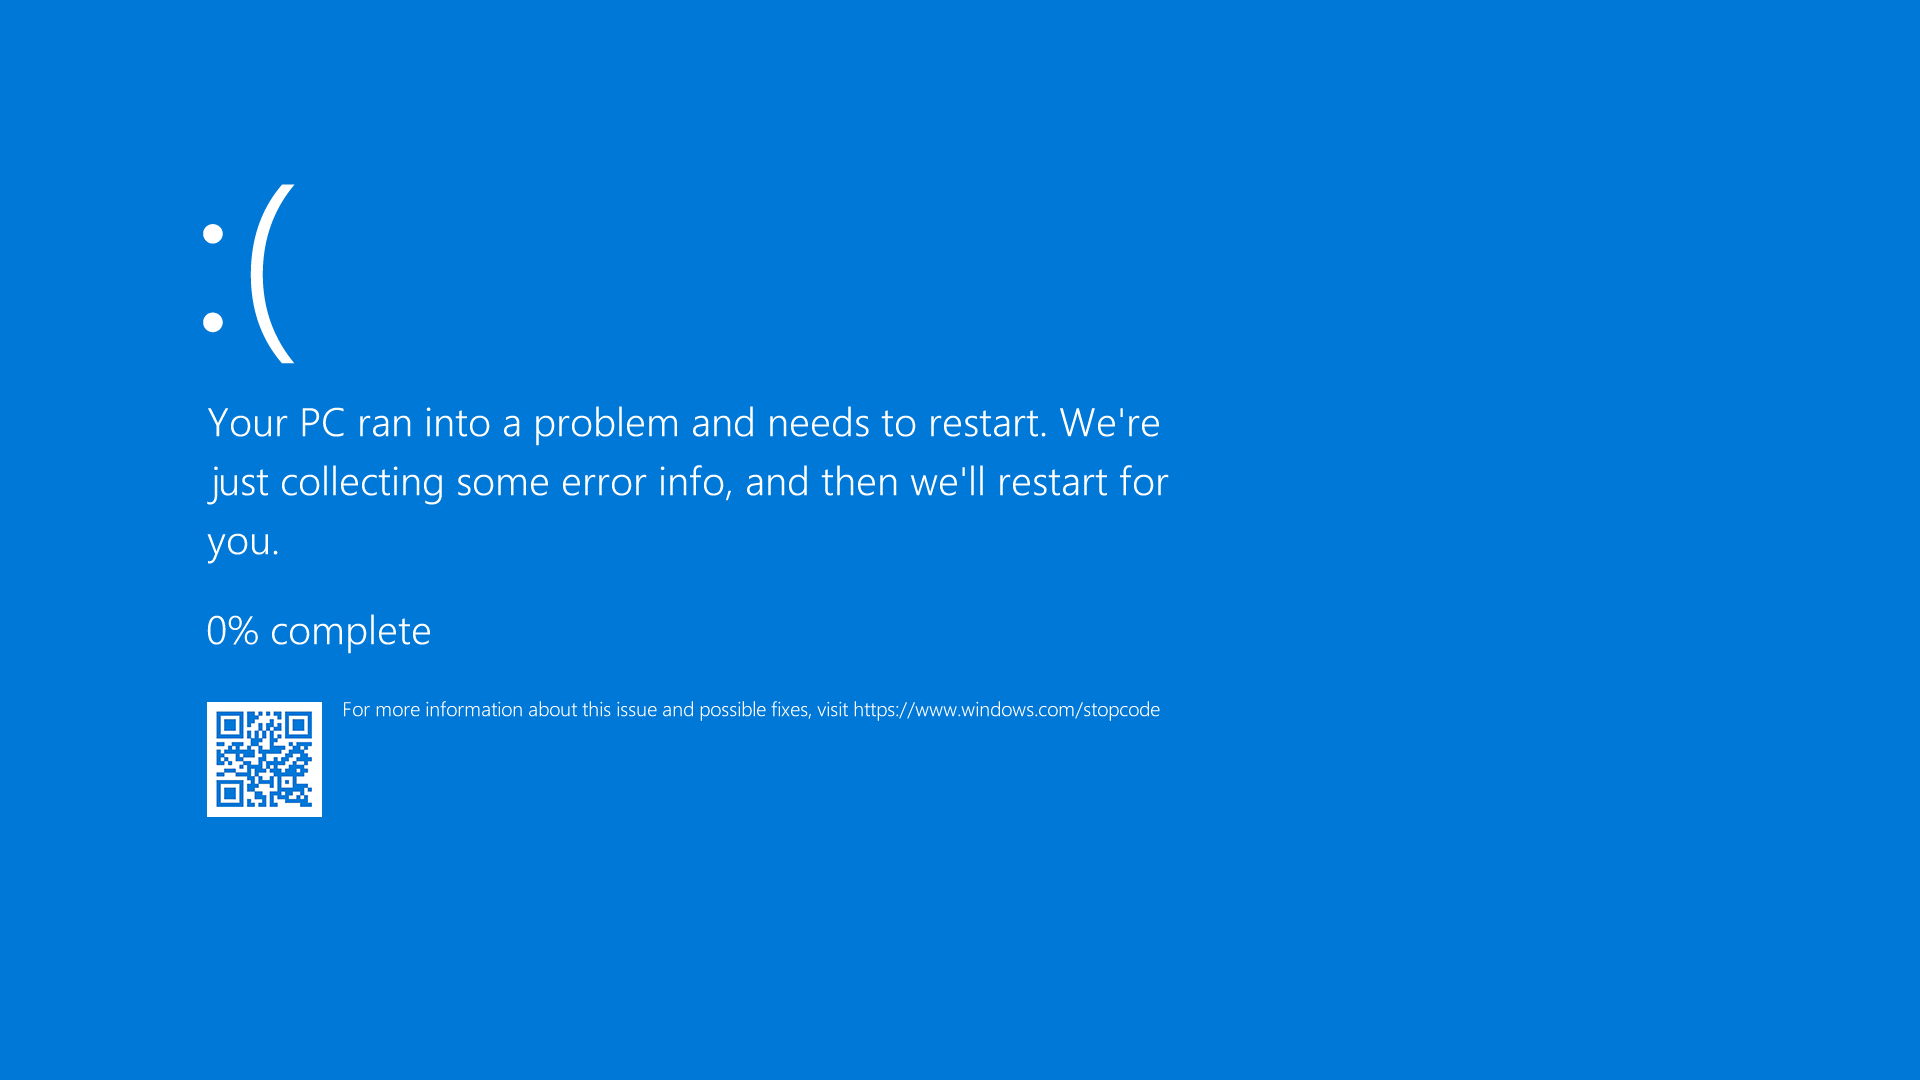 :(
Your PC ran into a problem and needs to restart. We're
just collecting some error info, and then we'll restart for
you.
0% complete
For more information about this issue and possible fixes, visit https://www.windows.com/stopcode